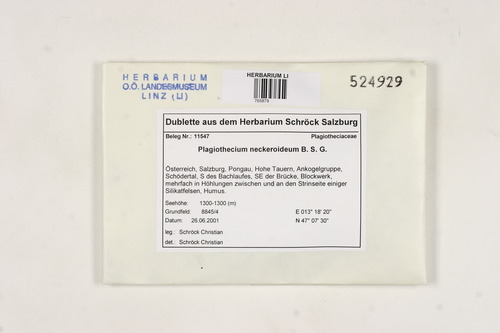 HERBARIUM
O.Ö. LANDESMUSEUM
LINZ (LI)
HERBARIUM LI
765879
524929
Dublette aus dem Herbarium Schröck Salzburg
Beleg Nr.: 11547 Plagiotheciaceae
Plagiothecium neckeroideum B. S. G.
Österreich, Salzburg, Pongau, Hohe Tauern, Ankogelgruppe,
Schödertal, S des Bachlaufes, SE der Brücke, Blockwerk,
mehrfach in Höhlungen zwischen und an den Strinseite einiger
Silikatfelsen, Humus.
Seehöhe: 1300-1300 (m)
Grundfeld: 8845/4 E 013° 18' 20"
Datum: 26.06.2001 N 47° 07' 30"
leg.: Schröck Christian
det.: Schröck Christian